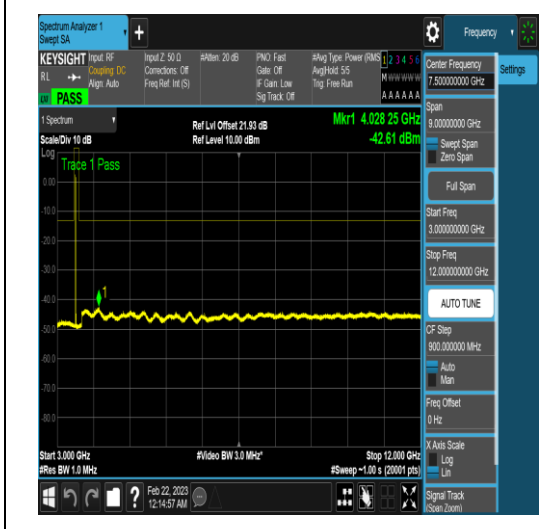 Spectrum Analyzer 1
Swept SA
+
Frequency
KEYSIGHT
RL
PASS
Input: RF
Coupling: DC
Align: Auto
Input Z: 50 Ω
Corrections: Off
Freq Ref: Int (S)
#Atten: 20 dB
PNO: Fast
Gate: Off
IF Gain: Low
Sig Track: Off
#Avg Type: Power (RMS
Avg|Hold: 5/5
Trig: Free Run
1 2 3 4 5 6
M W W W W W
A A A A A A
Settings
1 Spectrum
Scale/Div 10 dB
Log
Ref Lvl Offset 21.93 dB
Ref Level 10.00 dBm
Mkr1 4.028 25 GHz
-42.61 dBm
Trace 1 Pass
0.00
-10.0
-20.0
-30.0
-40.0
-50.0
-60.0
-70.0
-80.0
1
Start 3.000 GHz
#Res BW 1.0 MHz
#Video BW 3.0 MHz*
Stop 12.000 GHz
#Sweep ~1.00 s (20001 pts)
Center Frequency
7.500000000 GHz
Span
9.00000000 GHz
Swept Span
Zero Span
Full Span
Start Freq
3.000000000 GHz
Stop Freq
12.000000000 GHz
AUTO TUNE
CF Step
900.000000 MHz
Auto
Man
Freq Offset
0 Hz
X Axis Scale
Log
Lin
Signal Track
(Span Zoom)
?
Feb 22, 2023
12:14:57 AM